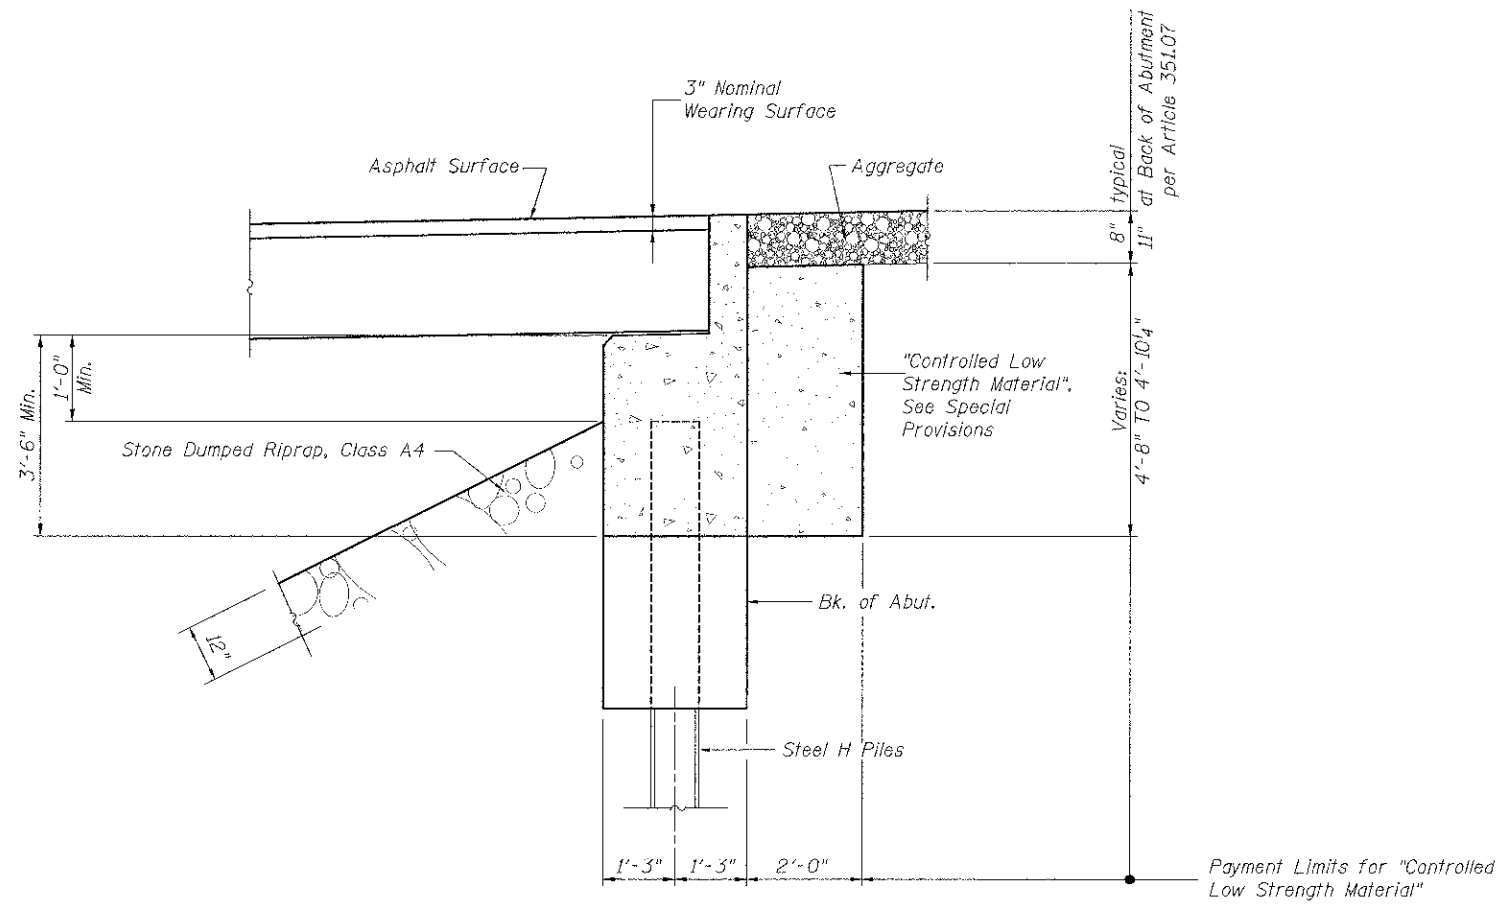 3" Nominal
Wearing Surface
Asphalt Surface
Aggregate
8" typical
11" at Back of Abutment
per Article 351.07
1'-0"
Min.
3'-6" Min.
Stone Dumped Riprap, Class A4
"Controlled Low
Strength Material".
See Special
Provisions
Varies:
4'-8" TO 4'-10¼"
12"
Bk. of Abut.
Steel H Piles
1'-3"
1'-3"
2'-0"
Payment Limits for "Controlled
Low Strength Material"